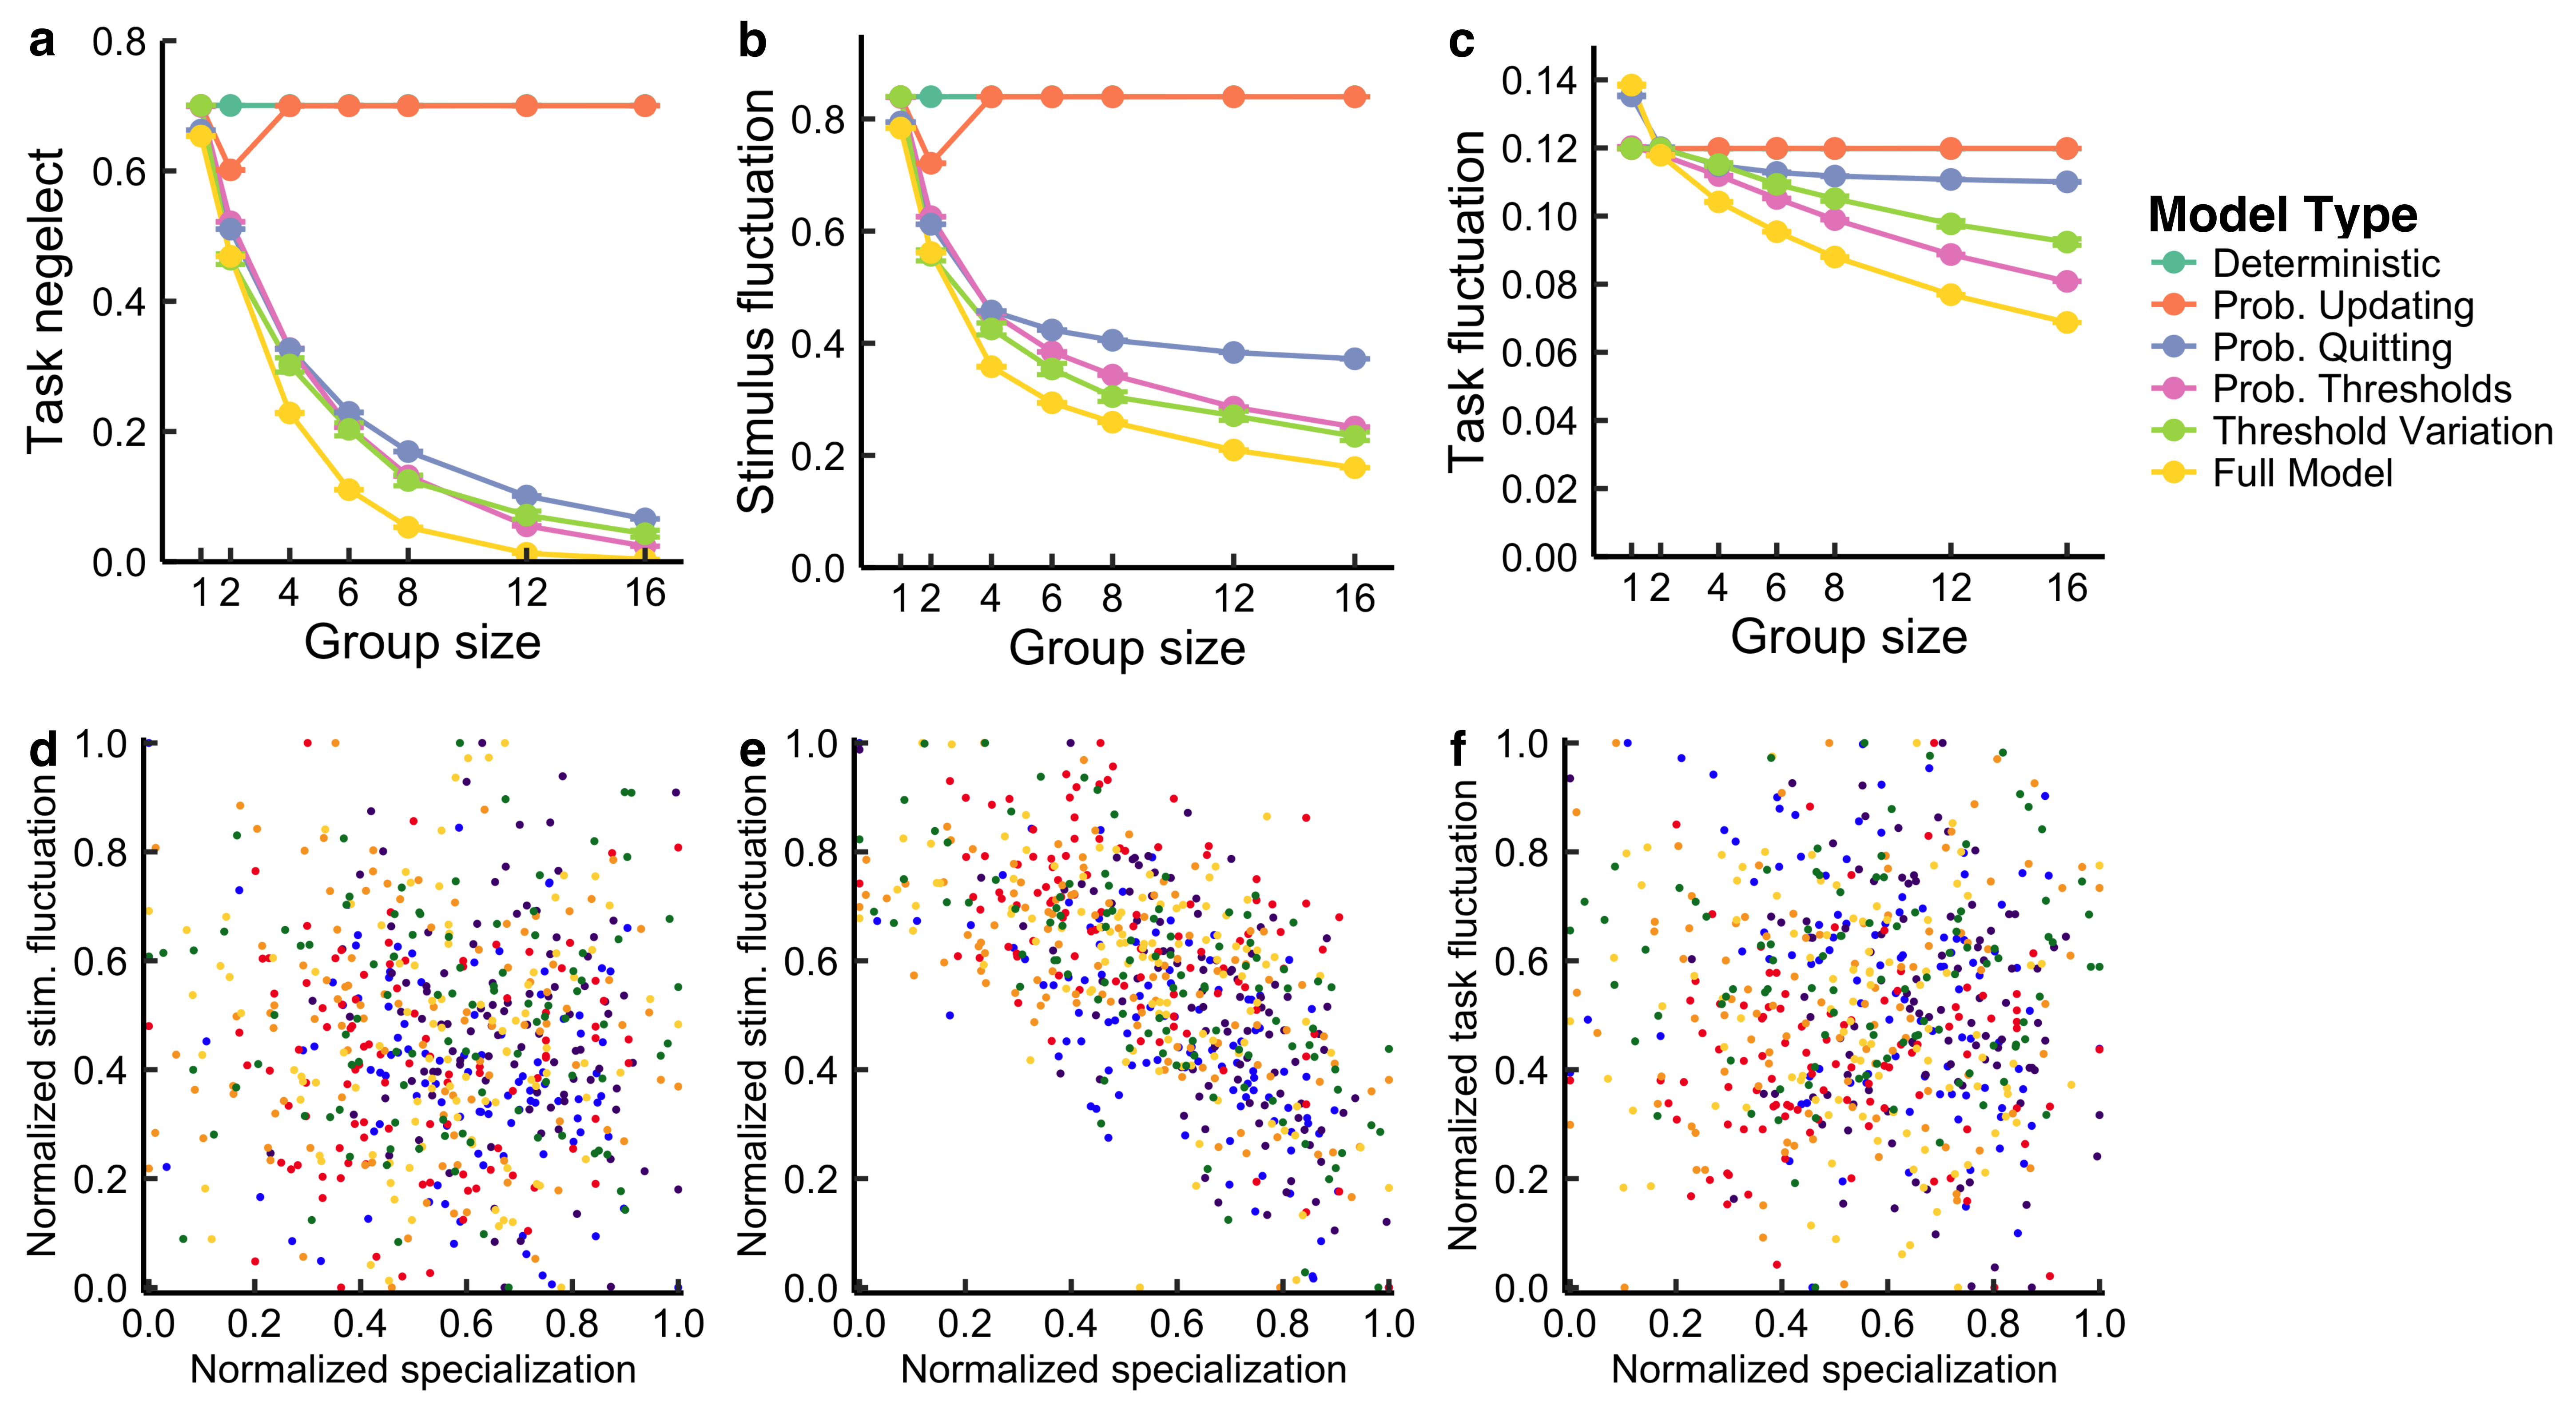 a
Task negelect
0.8
0.6
0.4
0.2
0.0
1 2 4 6 8 12 16
Group size
b
Stimulus fluctuation
0.8
0.6
0.4
0.2
0.0
1 2 4 6 8 12 16
Group size
c
Task fluctuation
0.14
0.12
0.10
0.08
0.06
0.04
0.02
0.00
1 2 4 6 8 12 16
Group size
Model Type
Deterministic
Prob. Updating
Prob. Quitting
Prob. Thresholds
Threshold Variation
Full Model
d
Normalized stim. fluctuation
1.0
0.8
0.6
0.4
0.2
0.0
0.0 0.2 0.4 0.6 0.8 1.0
Normalized specialization
e
Normalized stim. fluctuation
1.0
0.8
0.6
0.4
0.2
0.0
0.0 0.2 0.4 0.6 0.8 1.0
Normalized specialization
f
Normalized task fluctuation
1.0
0.8
0.6
0.4
0.2
0.0
0.0 0.2 0.4 0.6 0.8 1.0
Normalized specialization